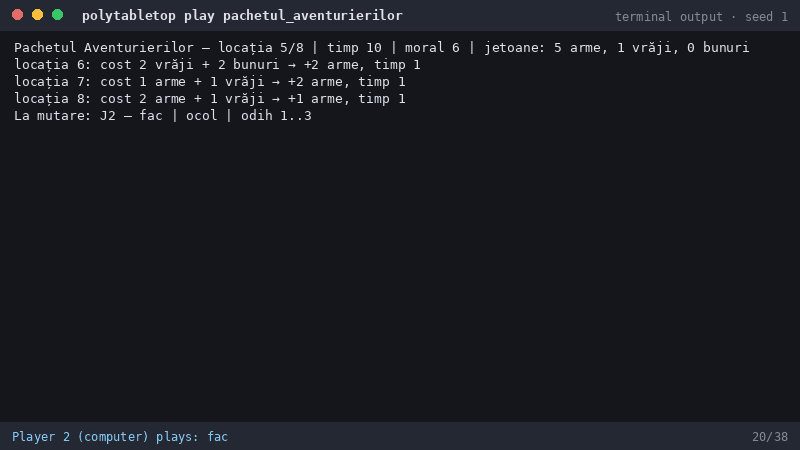 polytabletop play pachetul_aventurierilor
terminal output · seed 1
Pachetul Aventurierilor — locația 5/8 | timp 10 | moral 6 | jetoane: 5 arme, 1 vrăji, 0 bunuri
locația 6: cost 2 vrăji + 2 bunuri → +2 arme, timp 1
locația 7: cost 1 arme + 1 vrăji → +2 arme, timp 1
locația 8: cost 2 arme + 1 vrăji → +1 arme, timp 1
La mutare: J2 — fac | ocol | odih 1..3
Player 2 (computer) plays: fac
20/38